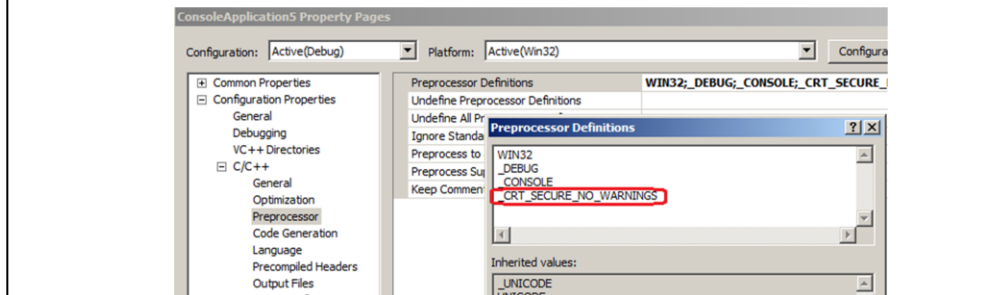 ConsoleApplication5 Property Pages
Configuration: Active(Debug) Platform: Active(Win32) Configura
Common Properties
Configuration Properties
General
Debugging
VC++ Directories
C/C++
General
Optimization
Preprocessor
Code Generation
Language
Precompiled Headers
Output Files
Preprocessor Definitions WIN32;_DEBUG;_CONSOLE;_CRT_SECURE_
Undefine Preprocessor Definitions
Undefine All Pr
Ignore Standa
Preprocess to
Preprocess Sup
Keep Commen
Preprocessor Definitions
WIN32
_DEBUG
_CONSOLE
_CRT_SECURE_NO_WARNINGS
Inherited values:
_UNICODE
UNICODE